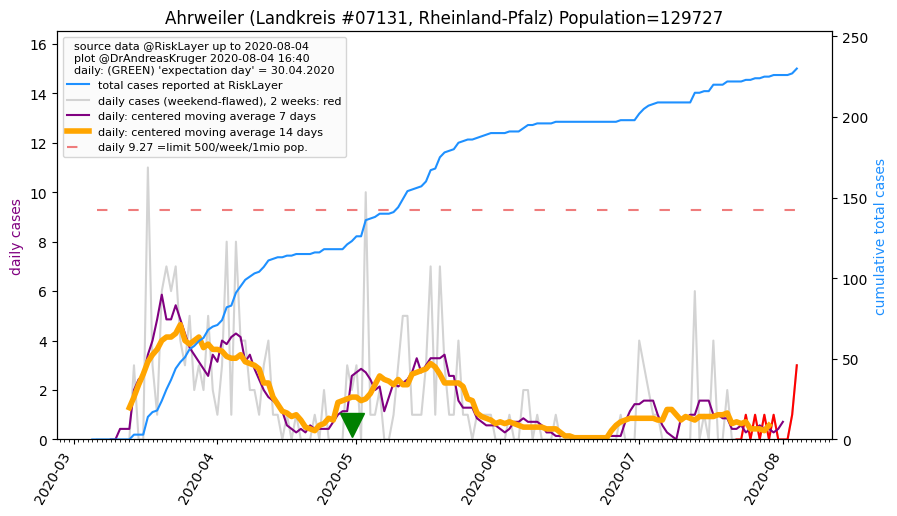 Ahrweiler (Landkreis #07131, Rheinland-Pfalz) Population=129727
source data @RiskLayer up to 2020-08-04
plot @DrAndreasKruger 2020-08-04 16:40
daily: (GREEN) 'expectation day' = 30.04.2020
total cases reported at RiskLayer
daily cases (weekend-flawed), 2 weeks: red
daily: centered moving average 7 days
daily: centered moving average 14 days
daily 9.27 =limit 500/week/1mio pop.
daily cases
16
14
12
10
8
6
4
2
0
250
200
150
100
50
0
cumulative total cases
2020-03
2020-04
2020-05
2020-06
2020-07
2020-08